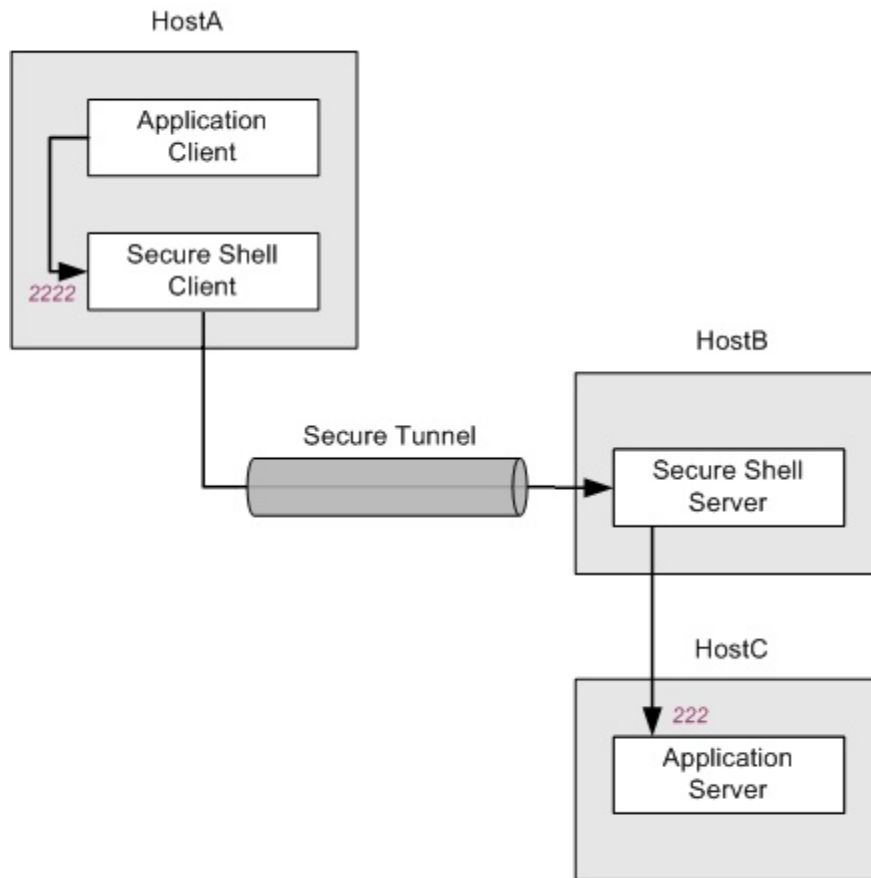 HostA
Application
Client
Secure Shell
Client
2222
HostB
Secure Tunnel
Secure Shell
Server
HostC
222
Application
Server